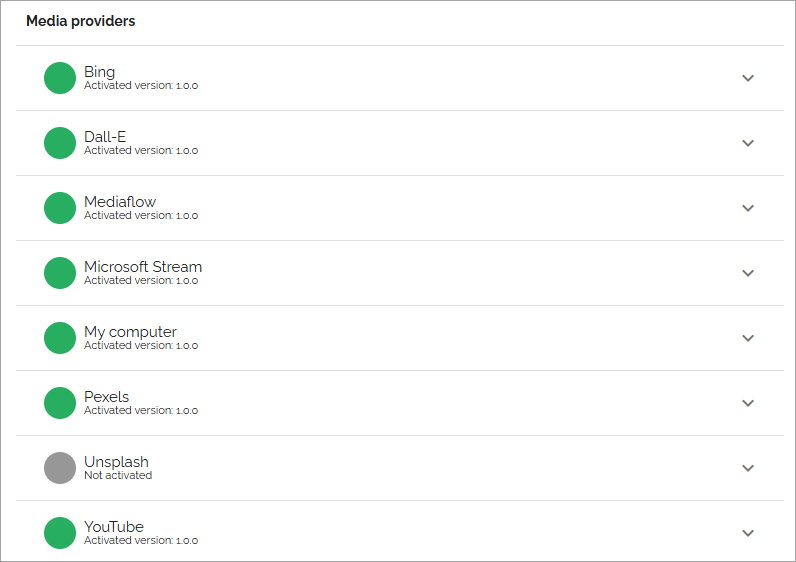 Media providers
Bing
Activated version: 1.0.0
Dall-E
Activated version: 1.0.0
Mediaflow
Activated version: 1.0.0
Microsoft Stream
Activated version: 1.0.0
My computer
Activated version: 1.0.0
Pexels
Activated version: 1.0.0
Unsplash
Not activated
YouTube
Activated version: 1.0.0